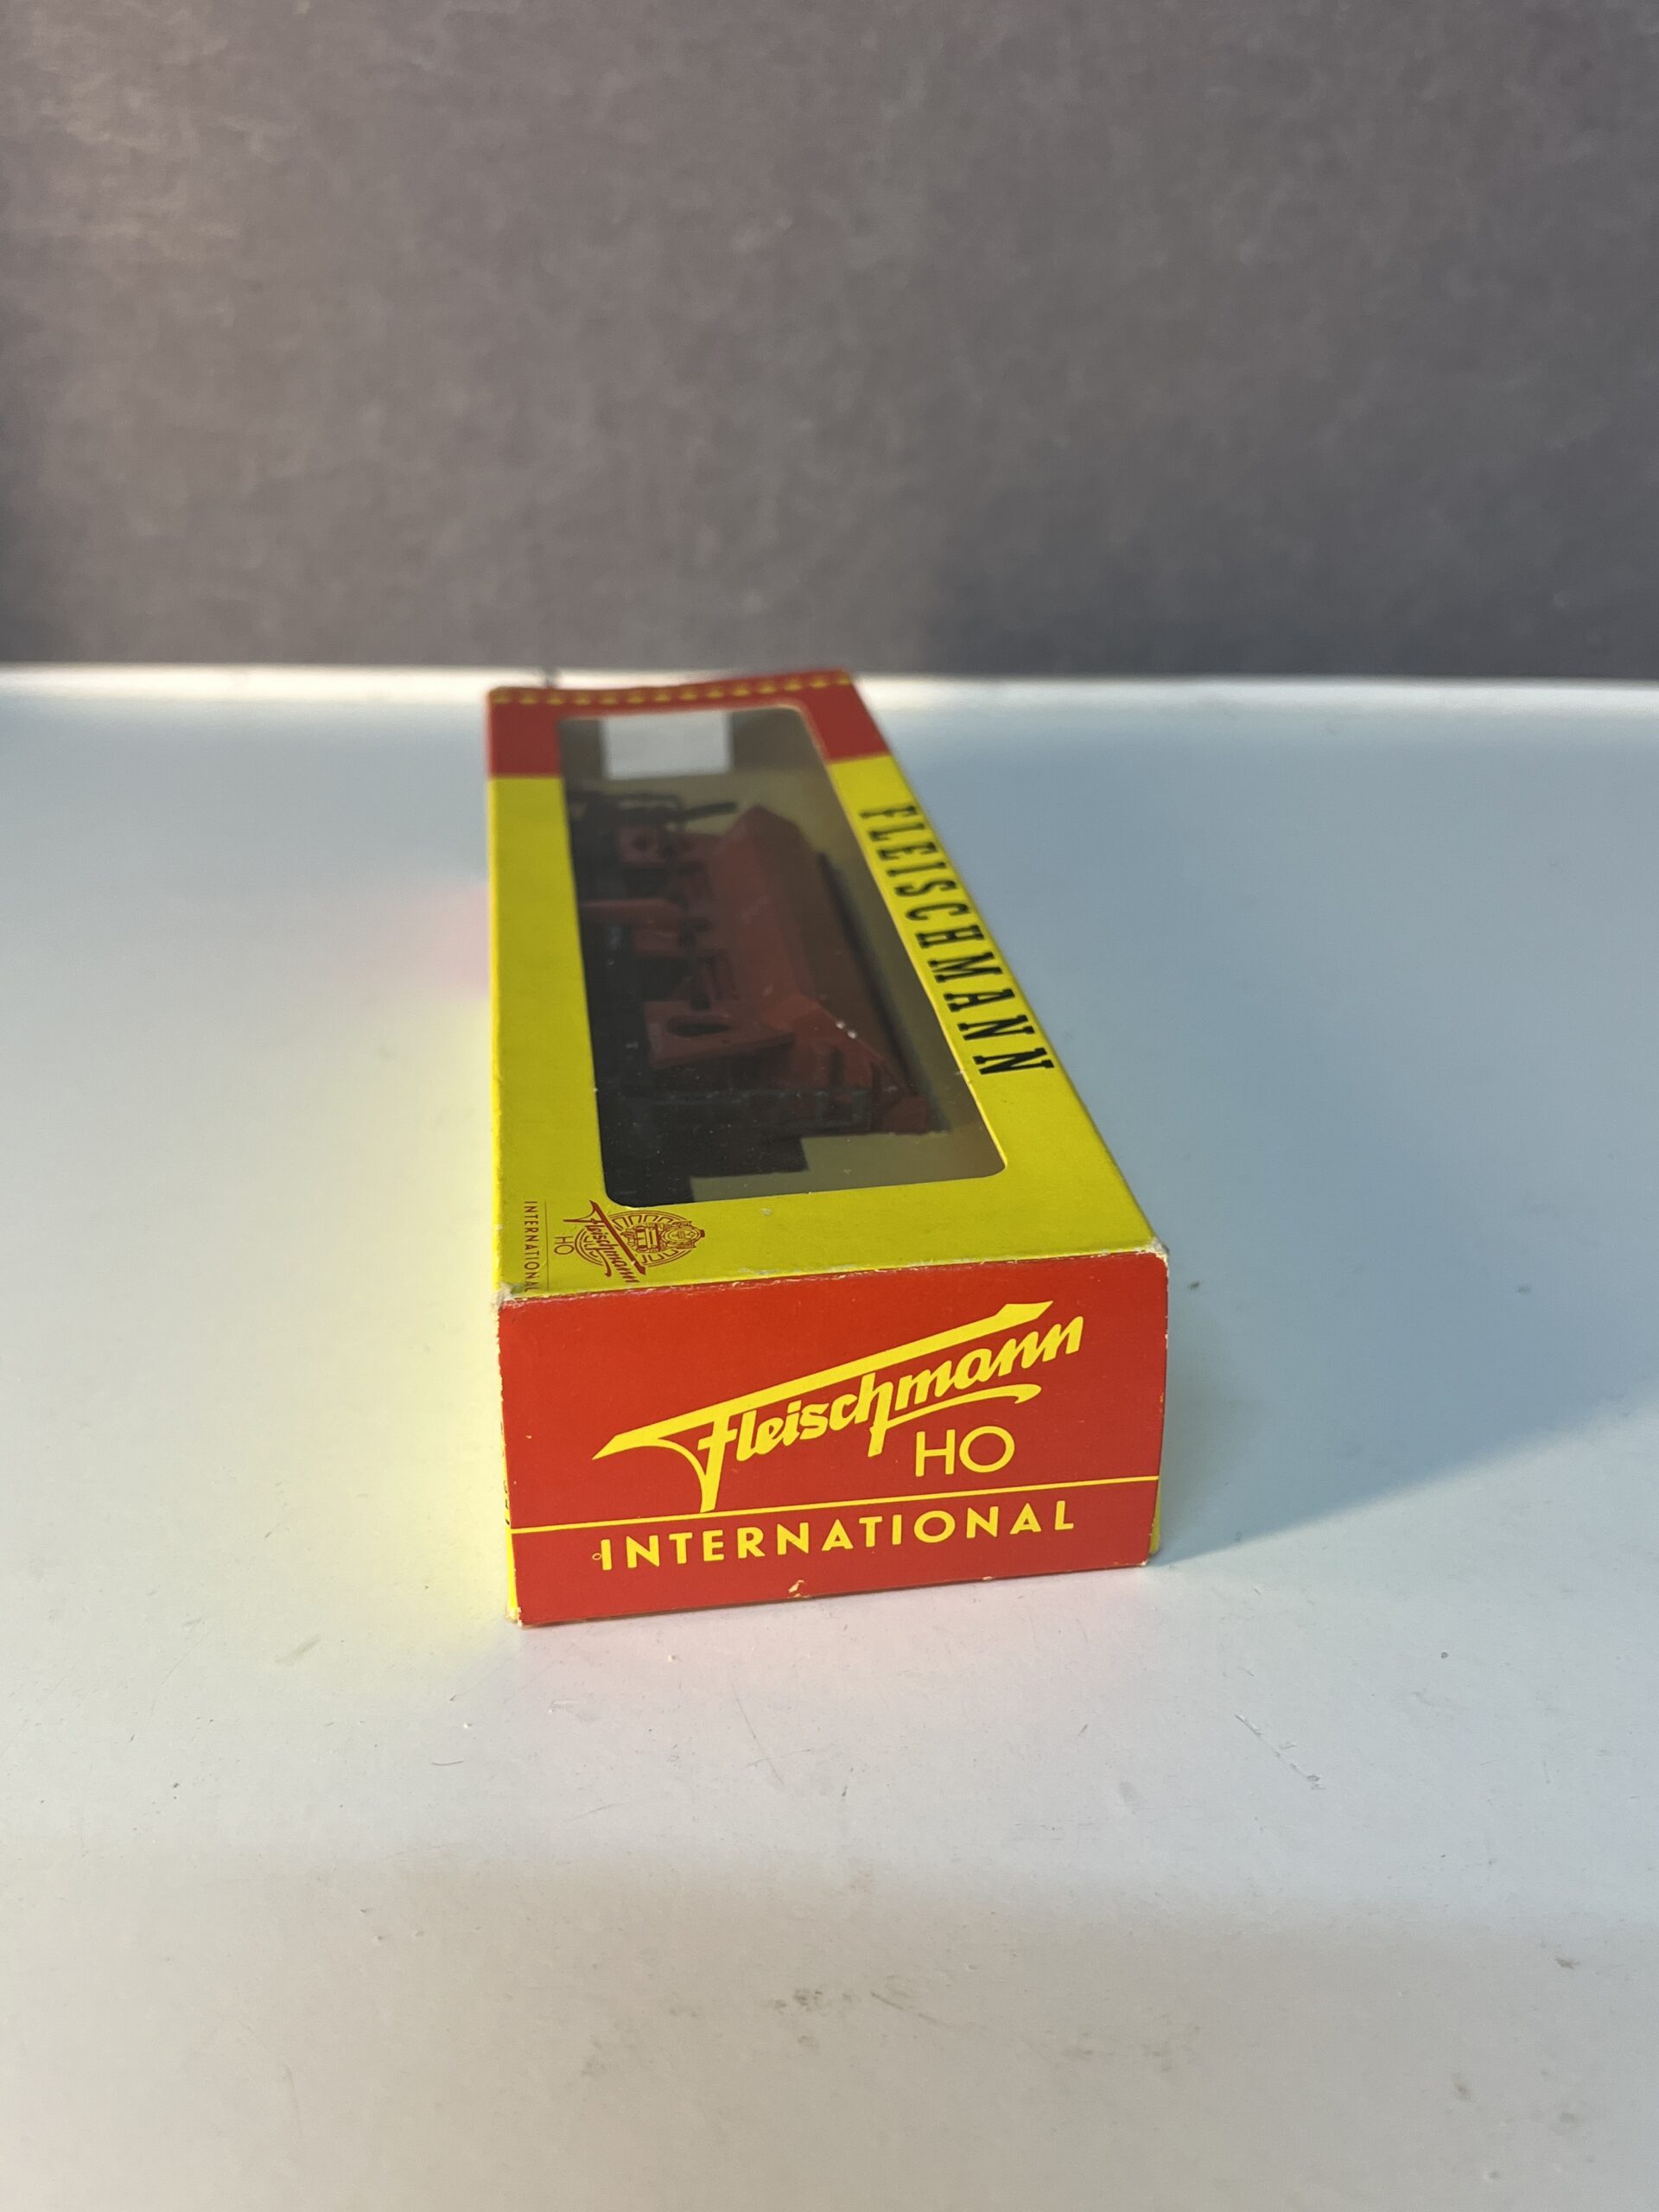 FLEISCHMANN
Fleischmann
HO
INTERNATIONAL
Fleischmann
HO
INTERNATIONAL